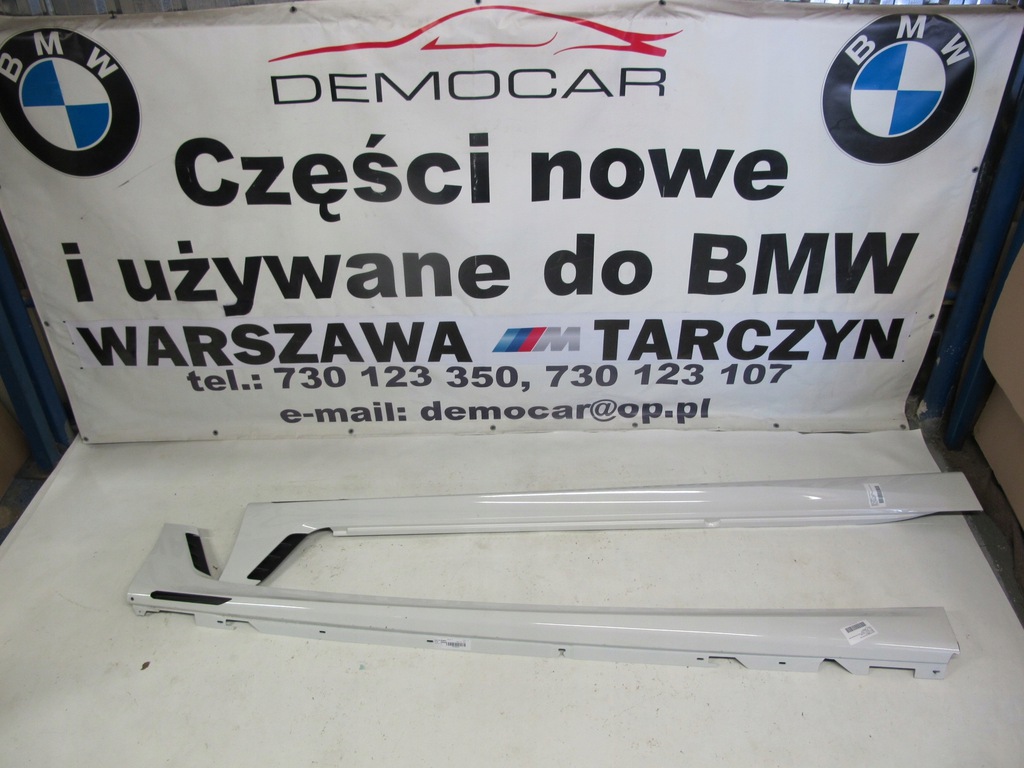 BMW
BMW
DEMOCAR
Części nowe
i używane do BMW
WARSZAWA M TARCZYN
tel.: 730 123 350, 730 123 107
e-mail: democar@op.pl